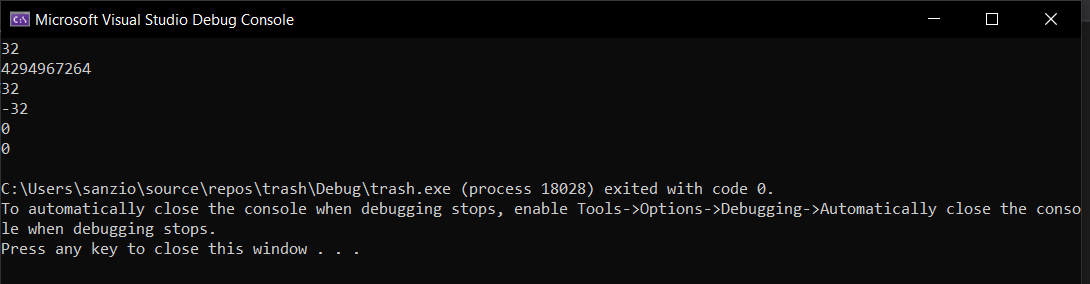 Microsoft Visual Studio Debug Console
32
4294967264
32
-32
0
0
C:\Users\sanzio\source\repos\trash\Debug\trash.exe (process 18028) exited with code 0.
To automatically close the console when debugging stops, enable Tools->Options->Debugging->Automatically close the conso
le when debugging stops.
Press any key to close this window . . .